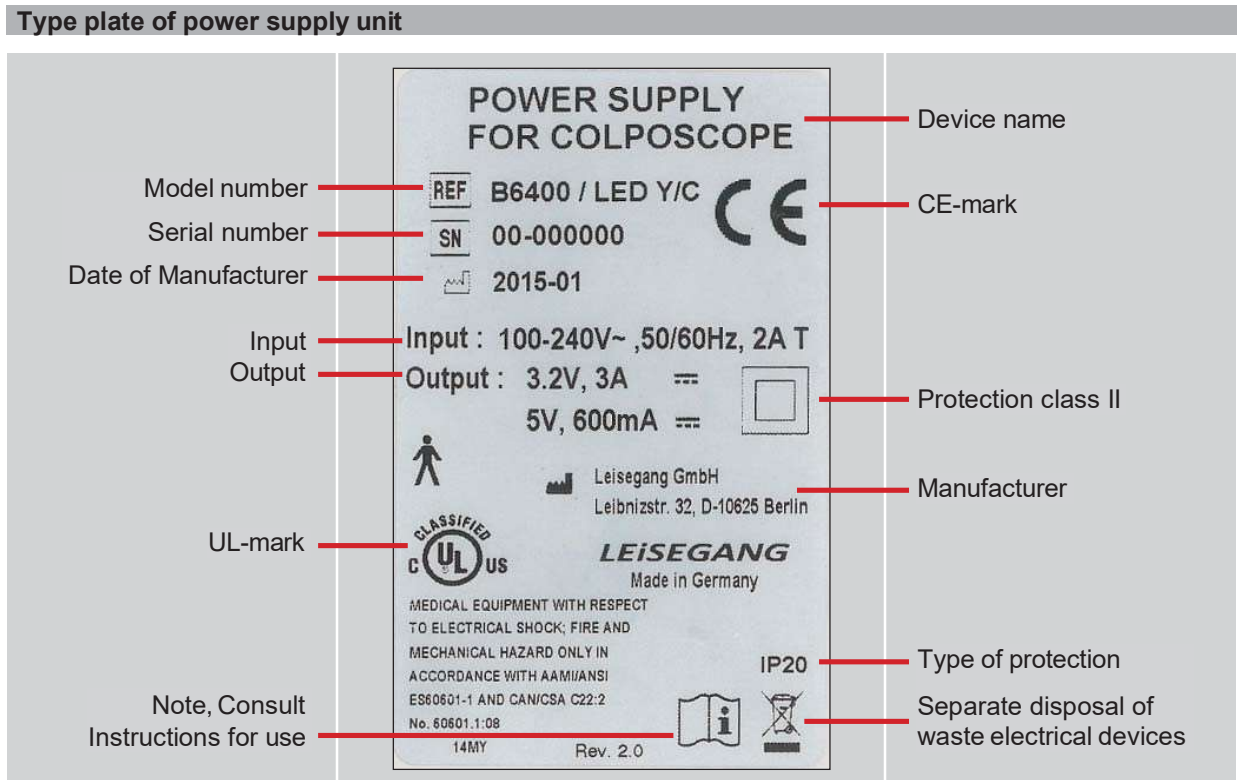 Type plate of power supply unit
POWER SUPPLY
FOR COLPOSCOPE
Device name
Model number
REF B6400 / LED Y/C
CE
CE-mark
Serial number
SN 00-000000
Date of Manufacturer
2015-01
Input
Input : 100-240V~ ,50/60Hz, 2A T
Output
Output : 3.2V, 3A
5V, 600mA
Protection class II
Leisegang GmbH
Leibnizstr. 32, D-10625 Berlin
Manufacturer
UL-mark
CLASSIFIED
C UL® US
LEiSEGANG
Made in Germany
MEDICAL EQUIPMENT WITH RESPECT
TO ELECTRICAL SHOCK; FIRE AND
MECHANICAL HAZARD ONLY IN
ACCORDANCE WITH AAMI/ANSI
ES60601-1 AND CAN/CSA C22:2
No. 60601.1:08
14MY
Rev. 2.0
IP20
Type of protection
Note, Consult
Instructions for use
i
Separate disposal of
waste electrical devices